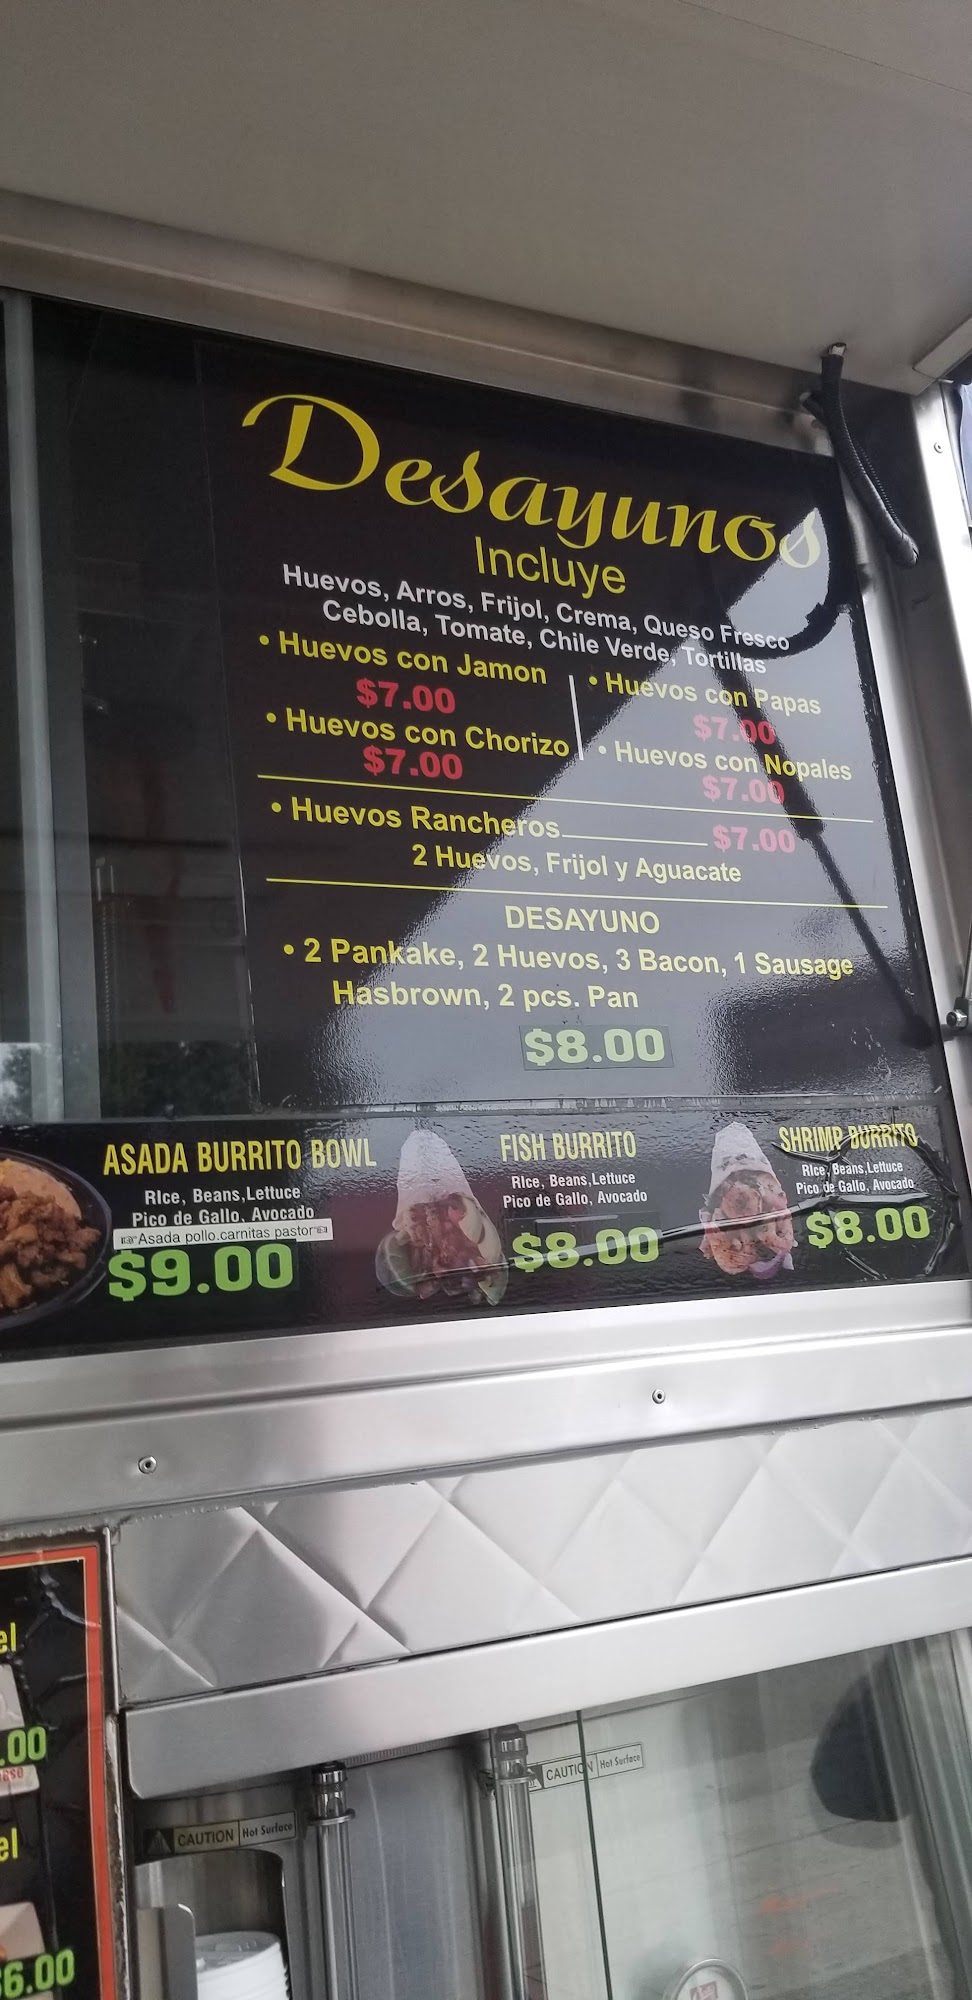 Desayunos
Incluye
Huevos, Arros, Frijol, Crema, Queso Fresco
Cebolla, Tomate, Chile Verde, Tortillas
• Huevos con Jamon
$7.00
• Huevos con Chorizo
$7.00
• Huevos con Papas
$7.00
• Huevos con Nopales
$7.00
• Huevos Rancheros $7.00
2 Huevos, Frijol y Aguacate
DESAYUNO
• 2 Pankake, 2 Huevos, 3 Bacon, 1 Sausage
Hasbrown, 2 pcs. Pan
$8.00
ASADA BURRITO BOWL
RIce, Beans,Lettuce
Pico de Gallo, Avocado
Asada pollo.carnitas pastor
$9.00
FISH BURRITO
RIce, Beans,Lettuce
Pico de Gallo, Avocado
$8.00
SHRIMP BURRITO
RIce, Beans,Lettuce
Pico de Gallo, Avocado
$8.00
el
.00
el
6.00
CAUTION Hot Surface
CAUTION Hot Surface